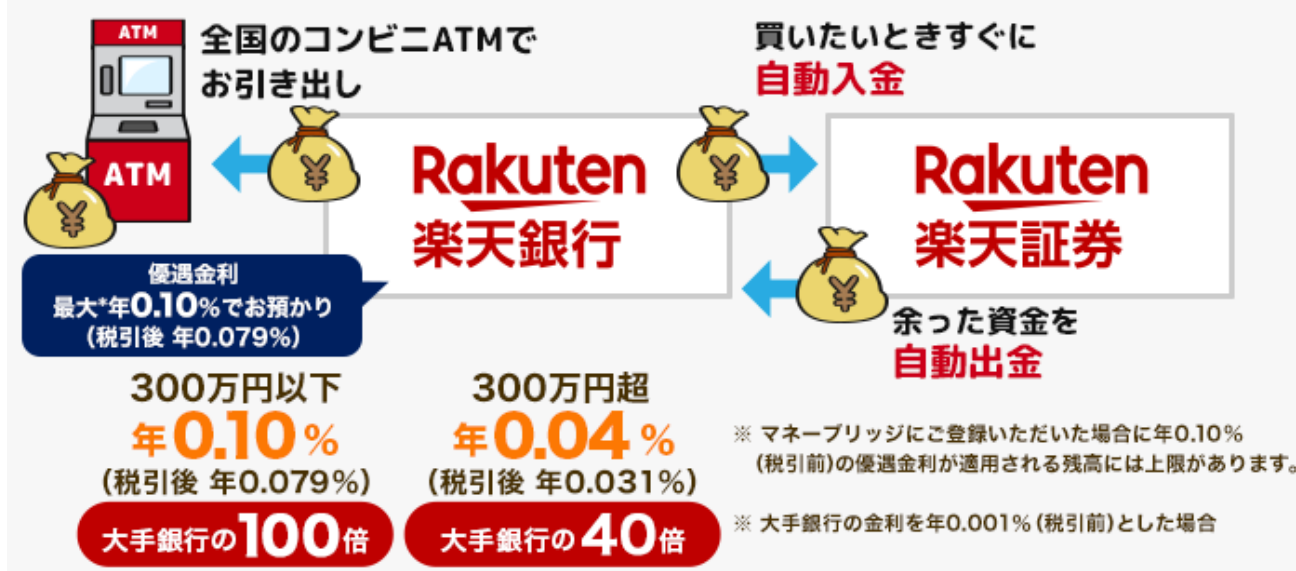 ATM
全国のコンビニATMで
お引き出し
ATM
¥
¥
買いたいときすぐに
自動入金
¥
Rakuten
楽天銀行
Rakuten
楽天証券
¥
余った資金を
自動出金
優遇金利
最大*年0.10%でお預かり
(税引後 年0.079%)
300万円以下
年0.10%
(税引後 年0.079%)
大手銀行の100倍
300万円超
年0.04%
(税引後 年0.031%)
大手銀行の40倍
※ マネーブリッジにご登録いただいた場合に年0.10%
(税引前)の優遇金利が適用される残高には上限があります。
※ 大手銀行の金利を年0.001%(税引前)とした場合